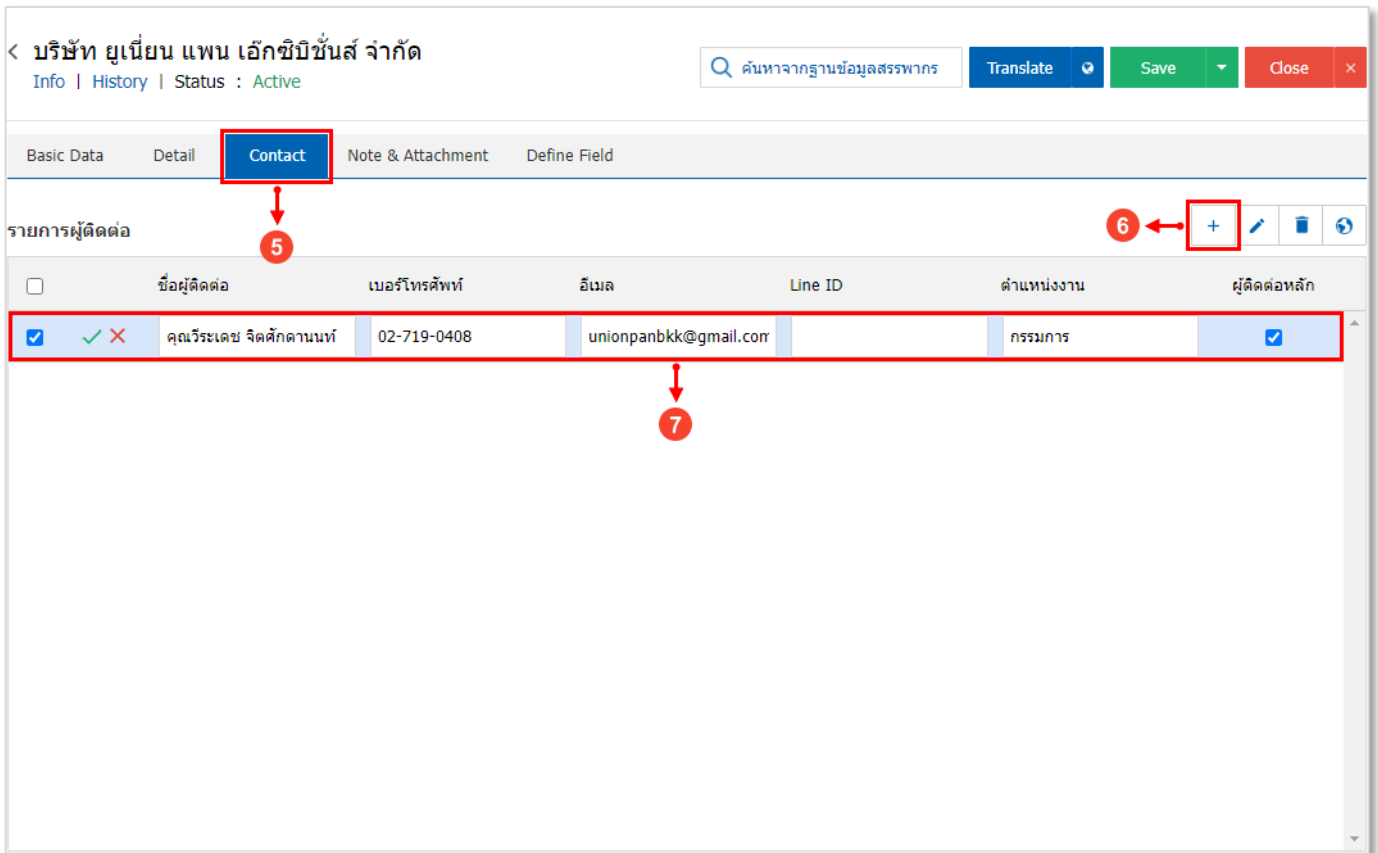 < บริษัท ยูเนี่ยน แพน เอ๊กซิบิชั่นส์ จำกัด
Info | History | Status : Active
ค้นหาจากฐานข้อมูลสรรพากร Translate Save Close ×
Basic Data Detail Contact Note & Attachment Define Field
รายการผู้ติดต่อ
5
6
+
ชื่อผู้ติดต่อ เบอร์โทรศัพท์ อีเมล Line ID ตำแหน่งงาน ผู้ติดต่อหลัก
คุณวีระเดช จิตศักดานนท์ 02-719-0408 unionpanbkk@gmail.com กรรมการ
7